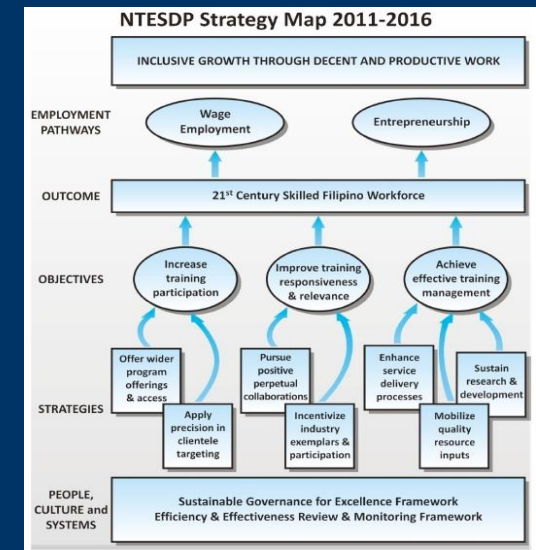 NTESDP Strategy Map 2011-2016
INCLUSIVE GROWTH THROUGH DECENT AND PRODUCTIVE WORK
EMPLOYMENT
PATHWAYS
Wage
Employment
Entrepreneurship
OUTCOME
21st Century Skilled Filipino Workforce
OBJECTIVES
Increase
training
participation
Improve training
responsiveness
& relevance
Achieve
effective training
management
STRATEGIES
Offer wider
program
offerings &
access
Apply
precision in
clientele
targeting
Pursue
positive
perpetual
collaborations
Incentivize
industry
exemplars &
participation
Enhance
service
delivery
processes
Mobilize
quality
resource
inputs
Sustain
research &
development
PEOPLE,
CULTURE and
SYSTEMS
Sustainable Governance for Excellence Framework
Efficiency & Effectiveness Review & Monitoring Framework